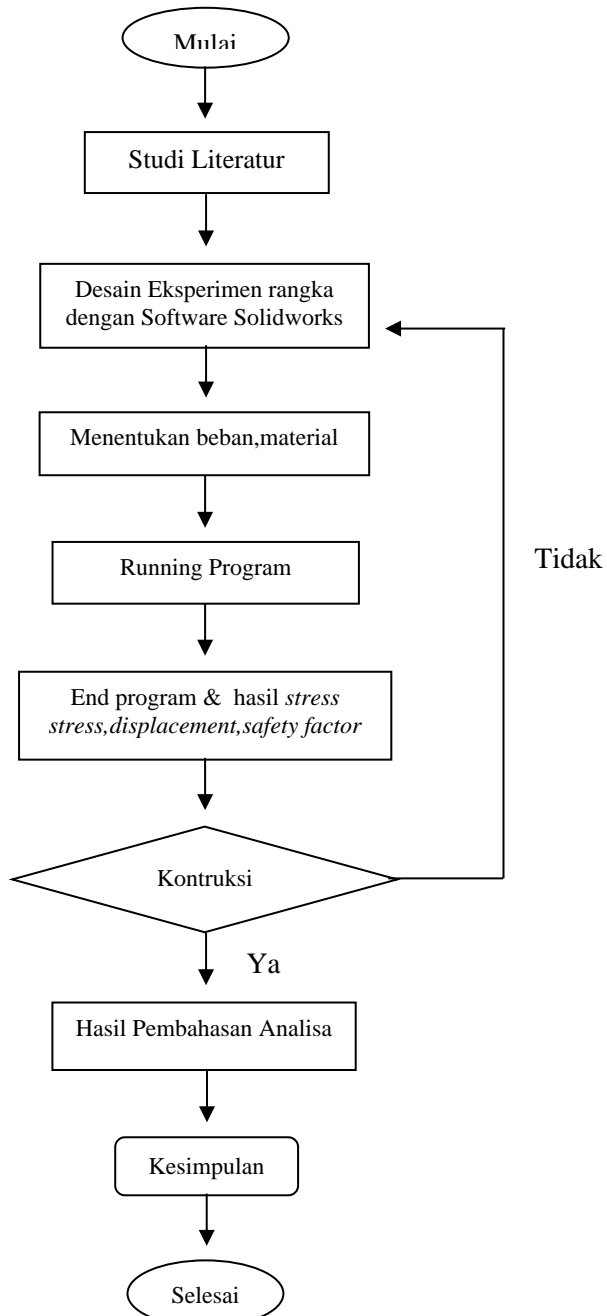 Mulai
Studi Literatur
Desain Eksperimen rangka
dengan Software Solidworks
Menentukan beban,material
Running Program
Tidak
End program & hasil stress
stress,displacement,safety factor
Kontruksi
Ya
Hasil Pembahasan Analisa
Kesimpulan
Selesai